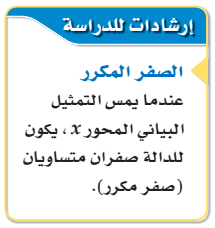 إرشادات للدراسة
الصفر المكرر
عندما يمس التمثيل
البياني المحور x ، يكون
للدالة صفران متساويان
(صفر مكرر).